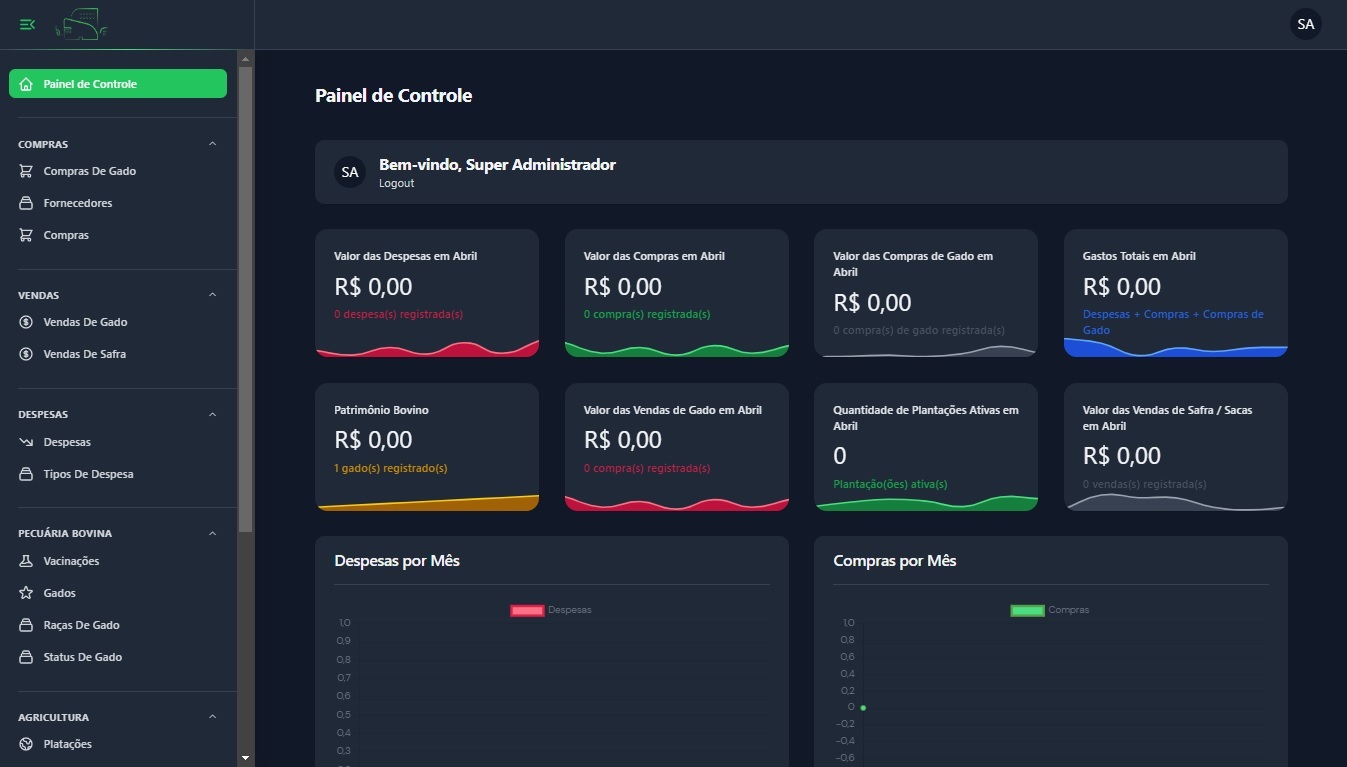 SA
Painel de Controle
COMPRAS
Compras De Gado
Fornecedores
Compras
VENDAS
Vendas De Gado
Vendas De Safra
DESPESAS
Despesas
Tipos De Despesa
PECUÁRIA BOVINA
Vacinações
Gados
Raças De Gado
Status De Gado
AGRICULTURA
Platações
Painel de Controle
SA
Bem-vindo, Super Administrador
Logout
Valor das Despesas em Abril
R$ 0,00
0 despesa(s) registrada(s)
Valor das Compras em Abril
R$ 0,00
0 compra(s) registrada(s)
Valor das Compras de Gado em
Abril
R$ 0,00
0 compra(s) de gado registrada(s)
Gastos Totais em Abril
R$ 0,00
Despesas + Compras + Compras de
Gado
Patrimônio Bovino
R$ 0,00
1 gado(s) registrado(s)
Valor das Vendas de Gado em Abril
R$ 0,00
0 compra(s) registrada(s)
Quantidade de Plantações Ativas em
Abril
0
Plantação(ões) ativa(s)
Valor das Vendas de Safra / Sacas
em Abril
R$ 0,00
0 vendas(s) registrada(s)
Despesas por Mês
Despesas
1,0
0,9
0,8
0,7
0,6
0,5
0,4
0,3
Compras por Mês
Compras
1,0
0,8
0,6
0,4
0,2
0
-0,2
-0,4
-0,6